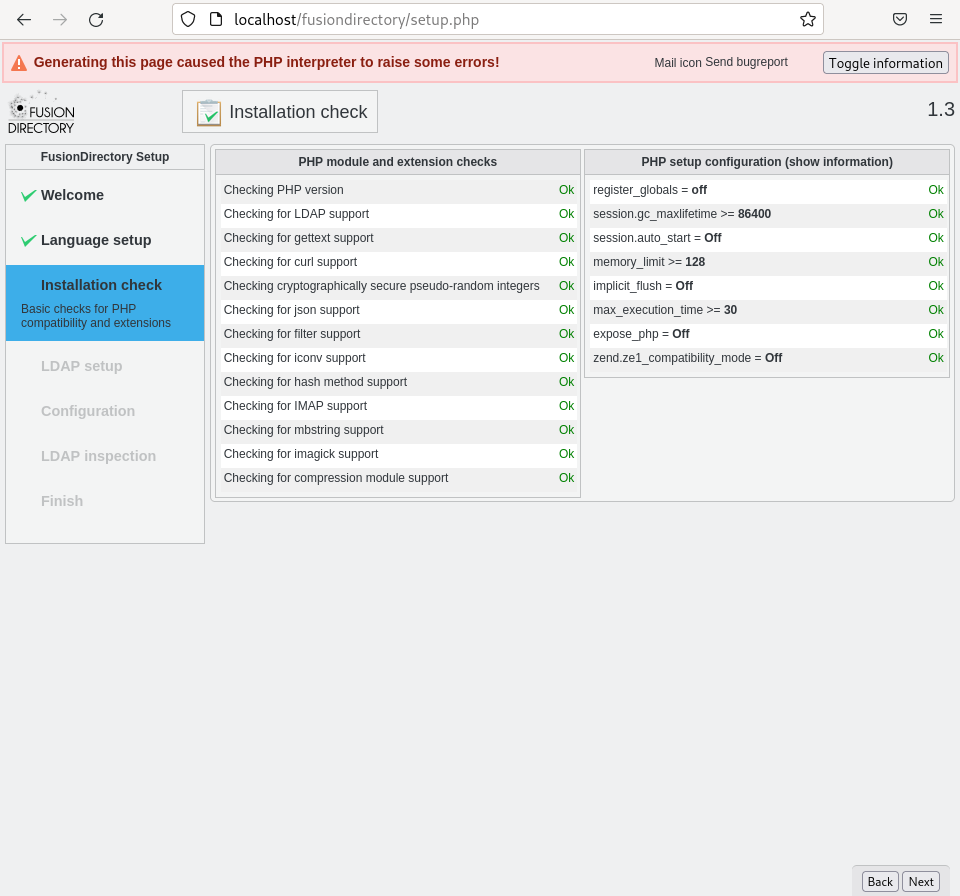 localhost/fusiondirectory/setup.php
Generating this page caused the PHP interpreter to raise some errors!
Mail icon Send bugreport
Toggle information
FUSION
DIRECTORY
Installation check
1.3
FusionDirectory Setup
Welcome
Language setup
Installation check
Basic checks for PHP
compatibility and extensions
LDAP setup
Configuration
LDAP inspection
Finish
PHP module and extension checks
Checking PHP version Ok
Checking for LDAP support Ok
Checking for gettext support Ok
Checking for curl support Ok
Checking cryptographically secure pseudo-random integers Ok
Checking for json support Ok
Checking for filter support Ok
Checking for iconv support Ok
Checking for hash method support Ok
Checking for IMAP support Ok
Checking for mbstring support Ok
Checking for imagick support Ok
Checking for compression module support Ok
PHP setup configuration (show information)
register_globals = off Ok
session.gc_maxlifetime >= 86400 Ok
session.auto_start = Off Ok
memory_limit >= 128 Ok
implicit_flush = Off Ok
max_execution_time >= 30 Ok
expose_php = Off Ok
zend.ze1_compatibility_mode = Off Ok
Back Next